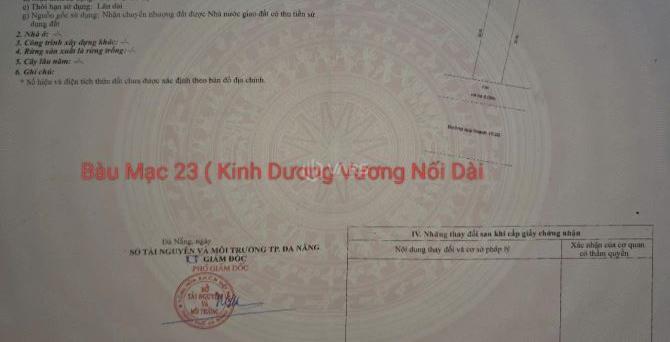 e) Thời hạn sử dụng: Lâu dài
g) Nguồn gốc sử dụng: Nhận chuyển nhượng đất được Nhà nước giao đất có thu tiền sử
dụng đất
2. Nhà ở: -/-
3. Công trình xây dựng khác: -/-
4. Rừng sản xuất là rừng trồng: -/-
5. Cây lâu năm: -/-
6. Ghi chú:
* Số hiệu và diện tích thửa đất chưa được xác định theo bản đồ địa chính.
Bàu Mạc 23 ( Kinh Dương Vương Nối Dài
Đà Nẵng, ngày
SỞ TÀI NGUYÊN VÀ MÔI TRƯỜNG TP. ĐÀ NẴNG
KT GIÁM ĐỐC
PHÓ GIÁM ĐỐC
SỞ
TÀI NGUYÊN
VÀ
MÔI TRƯỜNG
IV. Những thay đổi sau khi cấp giấy chứng nhận
Nội dung thay đổi và cơ sở pháp lý
Xác nhận của cơ quan
có thẩm quyền